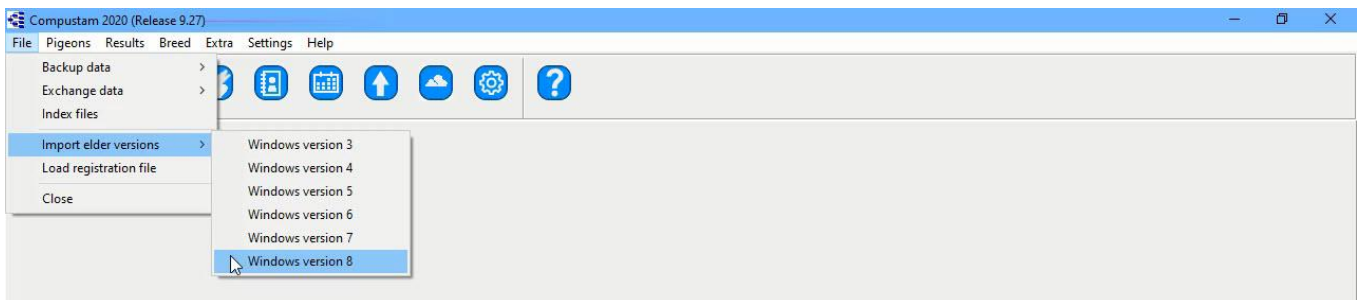 Compustam 2020 (Release 9.27)
File Pigeons Results Breed Extra Settings Help
Backup data
Exchange data
Index files
Import elder versions
Load registration file
Close
Windows version 3
Windows version 4
Windows version 5
Windows version 6
Windows version 7
Windows version 8